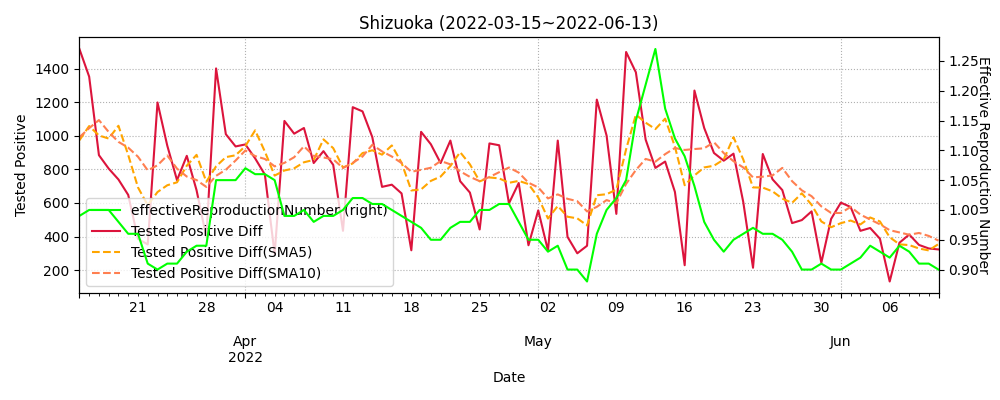 Shizuoka (2022-03-15~2022-06-13)
Tested Positive
1400
1200
1000
800
600
400
200
1.25
1.20
1.15
1.10
1.05
1.00
0.95
0.90
Effective Reproduction Number
effectiveReproductionNumber (right)
Tested Positive Diff
Tested Positive Diff(SMA5)
Tested Positive Diff(SMA10)
21 28 04 11 18 25 02 09 16 23 30 06
Apr May Jun
2022
Date